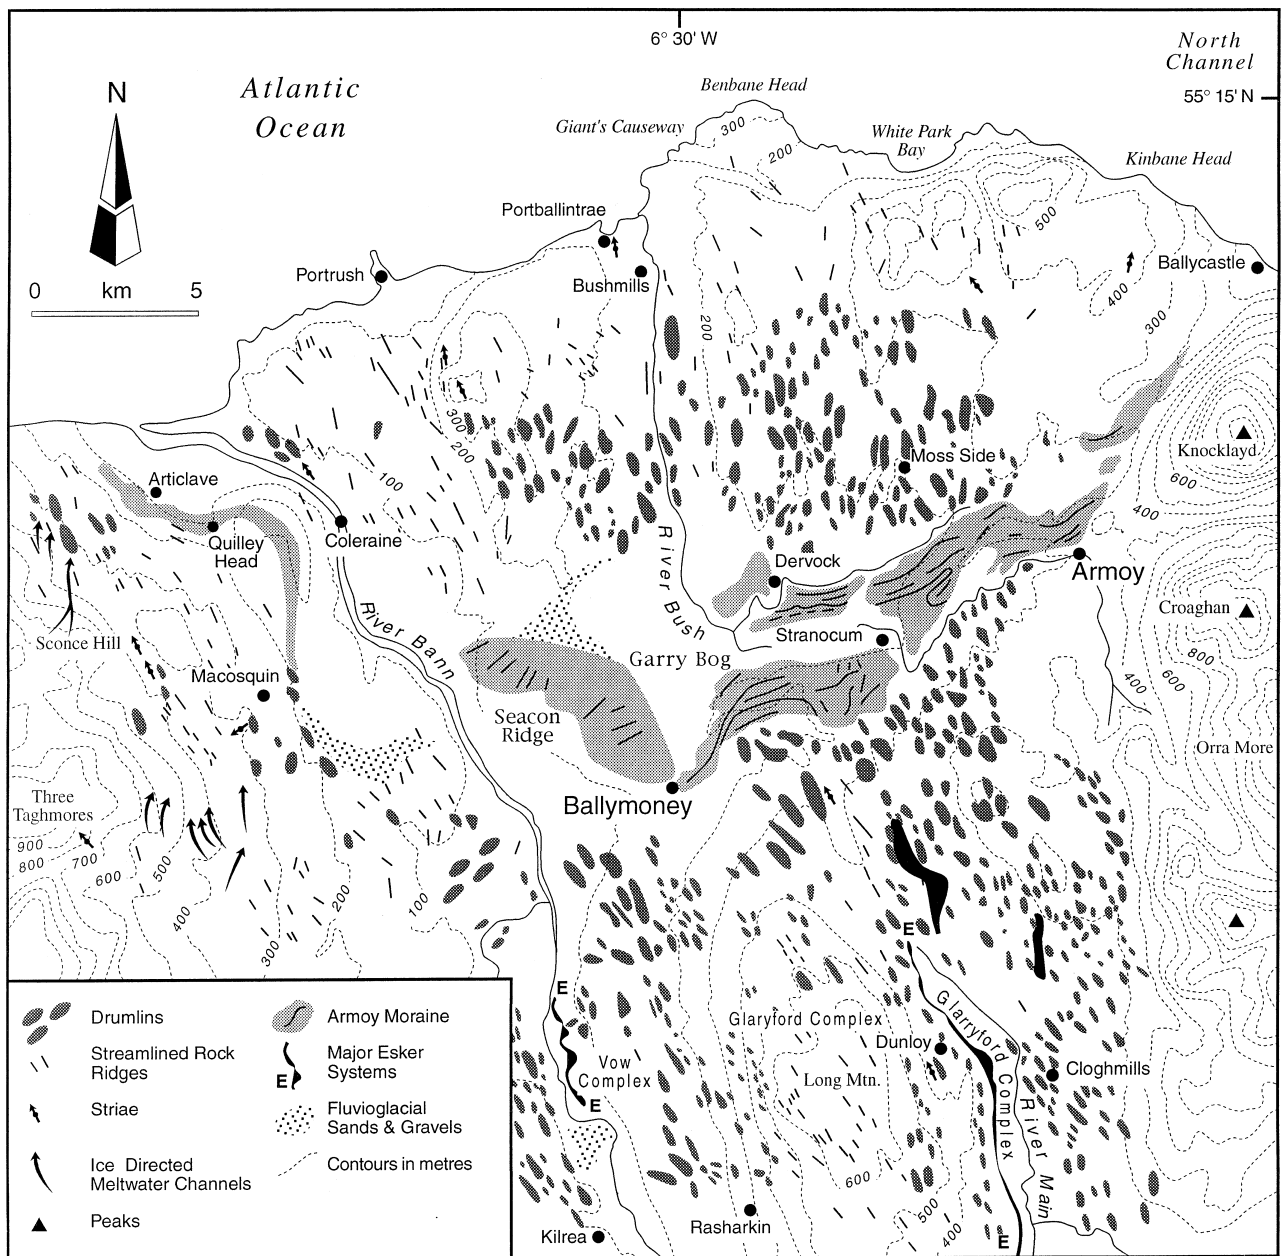 6° 30' W
North
Channel
55° 15' N
N
Atlantic
Ocean
Benbane Head
Giant's Causeway
White Park
Bay
Kinbane Head
300
200
500
Portballintrae
Portrush
Bushmills
Ballycastle
0 km 5
400
300
200
300
200
100
Moss Side
Knocklayd
600
400
Articlave
Quilley
Head
Coleraine
River Bush
Dervock
Armoy
Sconce Hill
River Bann
Stranocum
Croaghan
800
600
400
Garry Bog
Macosquin
Seacon
Ridge
Orra More
Ballymoney
Three
Taghmores
900
800
700
600
500
400
300
200
100
E
E
Glaryford Complex
Glarryford Complex
Dunloy
Vow
Complex
Long Mtn.
Cloghmills
E
River Main
600
500
400
Rasharkin
Kilrea
E
Drumlins
Streamlined Rock
Ridges
Striae
Ice Directed
Meltwater Channels
Peaks
Armoy Moraine
Major Esker
Systems
E
Fluvioglacial
Sands & Gravels
Contours in metres